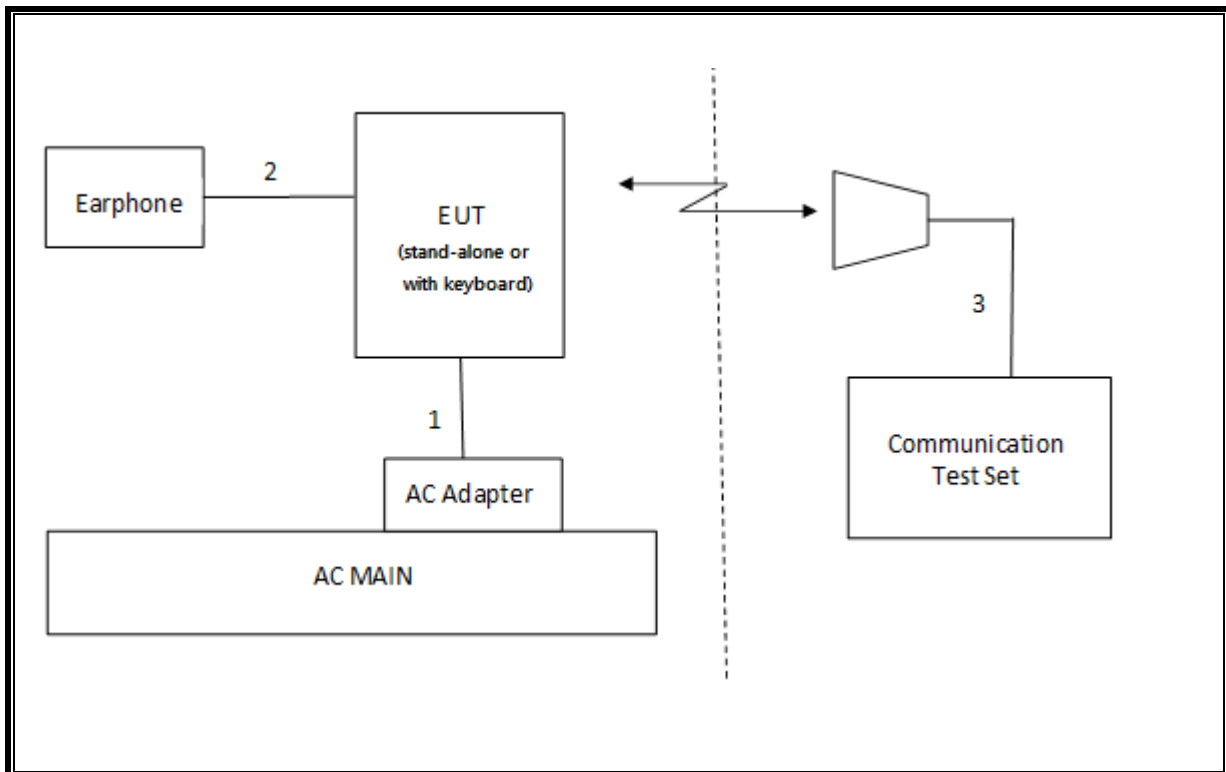 Earphone
2
EUT
(stand-alone or
with keyboard)
1
AC Adapter
AC MAIN
3
Communication
Test Set